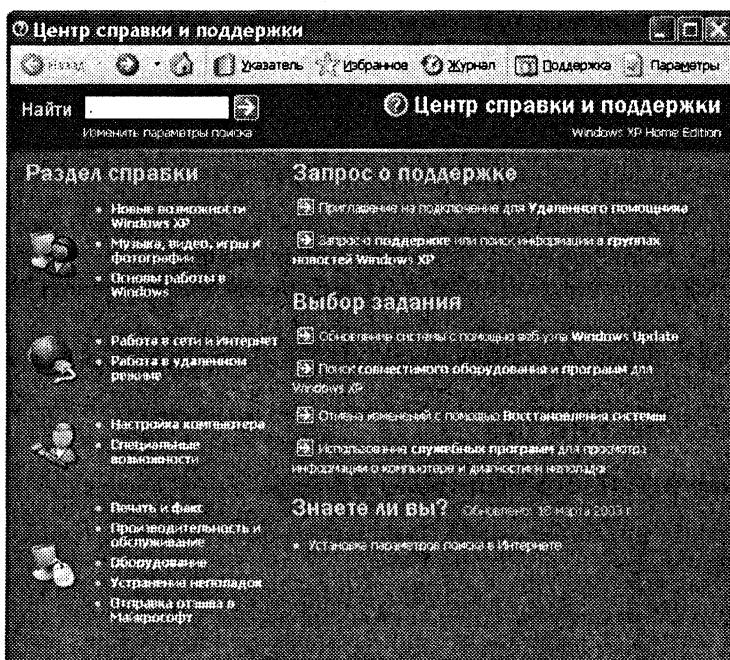 Центр справки и поддержки
Назад Указатель Избранное Журнал Поддержка Параметры
Найти
Изменить параметры поиска
Центр справки и поддержки
Windows XP Home Edition
Раздел справки
Новые возможности
Windows XP
Музыка, видео, игры и
фотографии
Основы работы в
Windows
Работа в сети и Интернет
Работа в удаленном
режиме
Настройка компьютера
Специальные
возможности
Печать и факс
Производительность и
обслуживание
Оборудование
Устранение неполадок
Отправка отзыва в
Майкрософт
Запрос о поддержке
Приглашение на подключение для Удаленного помощника
Запрос о поддержке или поиск информации в группах
новостей Windows XP
Выбор задания
Обновление системы с помощью веб-узла Windows Update
Поиск совместимого оборудования и программ для
Windows XP
Отмена изменений с помощью Восстановления системы
Использование служебных программ для просмотра
информации о компьютере и диагностики неполадок
Знаете ли вы? Обновлено: 18 марта 2003 г.
Установка параметров поиска в Интернете